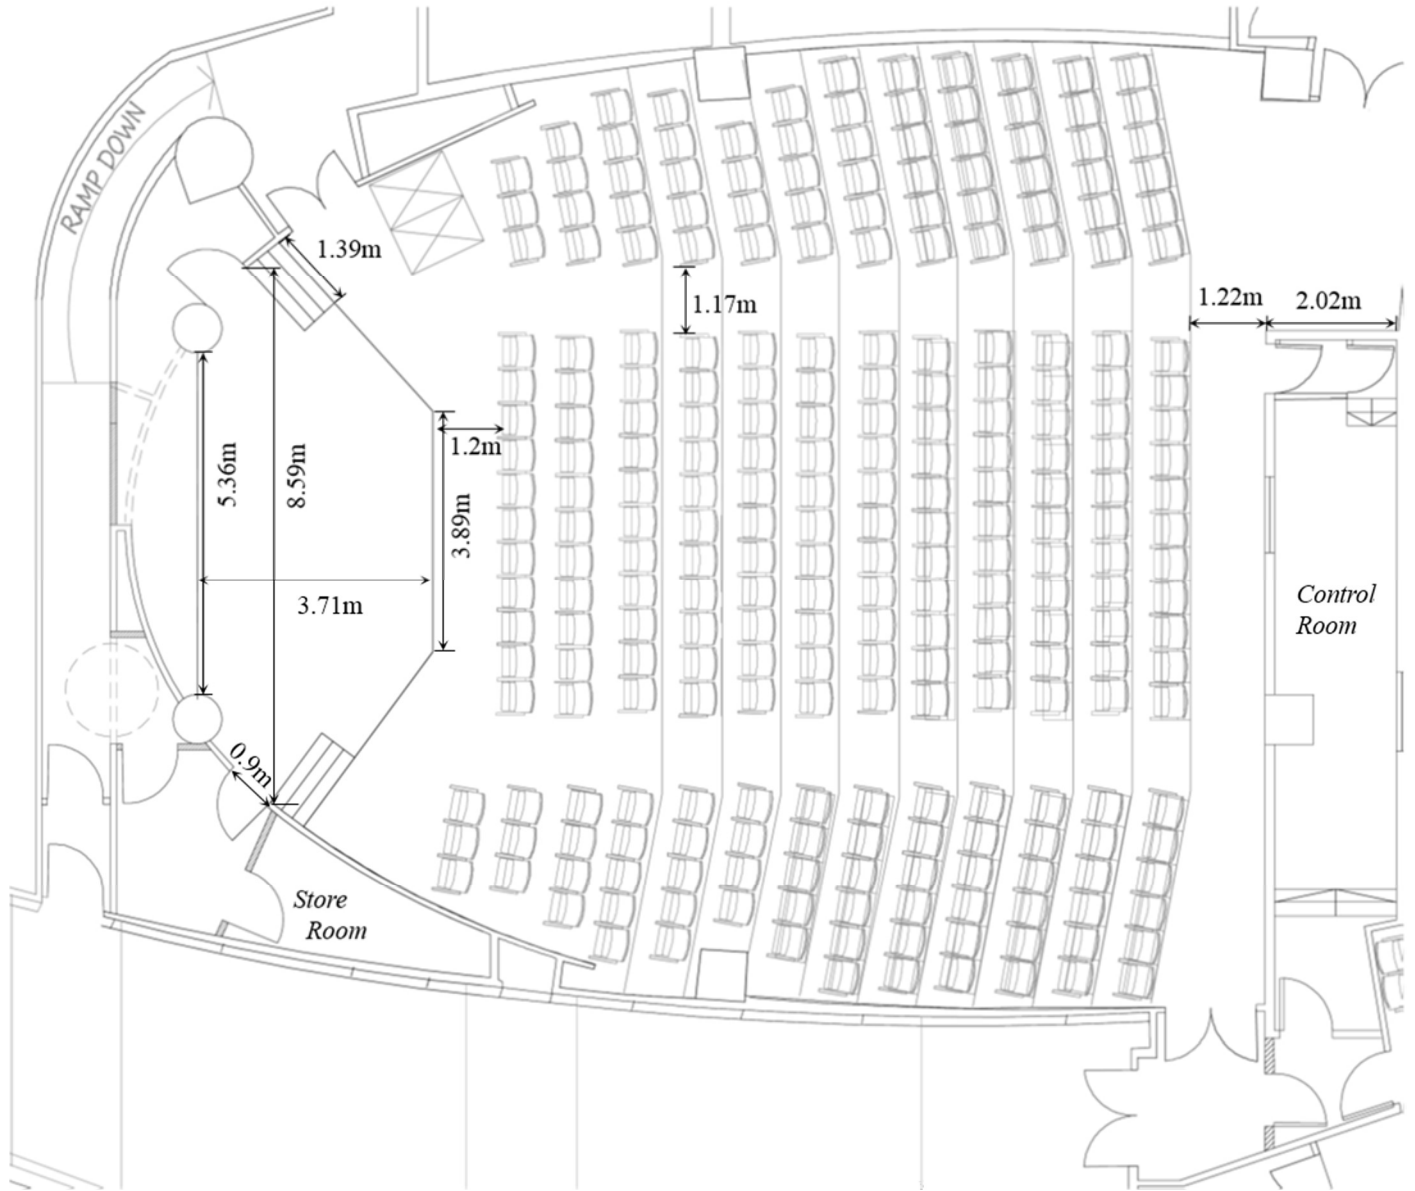 RAMP DOWN
1.39m
1.17m
1.22m
2.02m
1.2m
5.36m
8.59m
3.89m
3.71m
Control
Room
0.9m
Store
Room